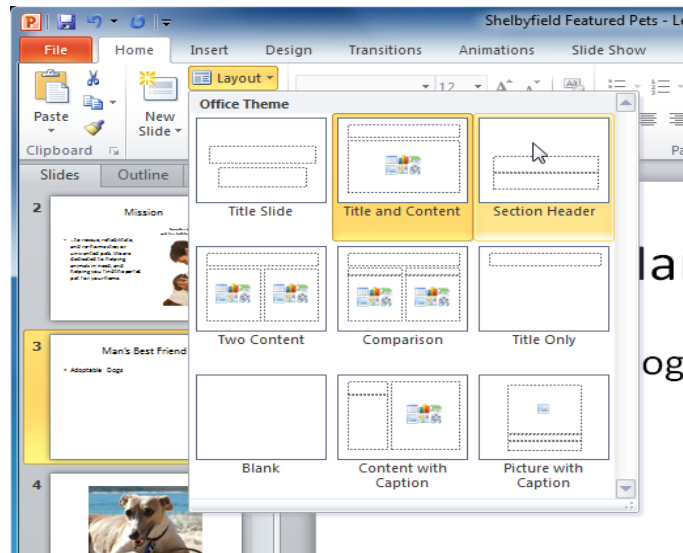 Shelbyfield Featured Pets - Le
File Home Insert Design Transitions Animations Slide Show
Layout
12
Paste
New
Slide
Clipboard
Pa
Office Theme
Title Slide
Title and Content
Section Header
Two Content
Comparison
Title Only
Blank
Content with
Caption
Picture with
Caption
Slides Outline
2
Mission
3
Man's Best Friend
• Adoptable Dogs
4
lar
og